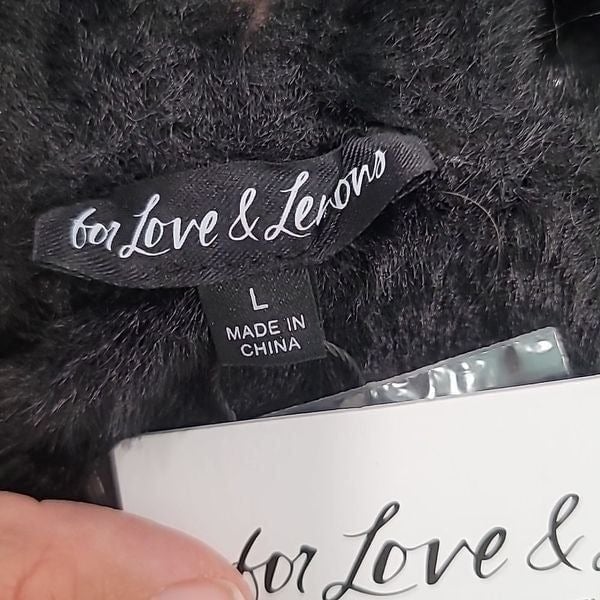 for Love & Lemons
L
MADE IN
CHINA
for Love &